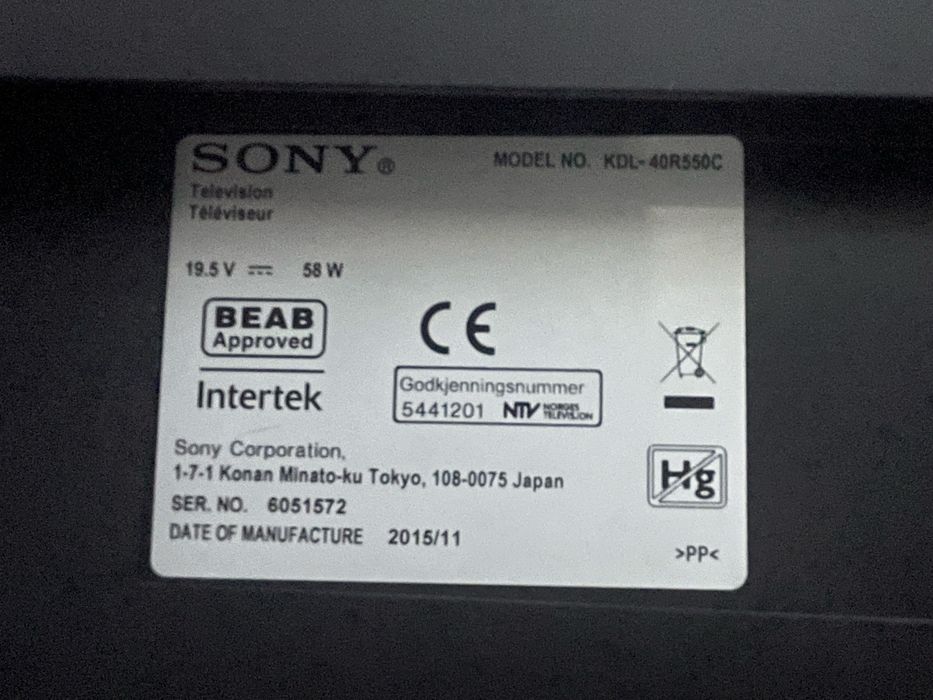 SONY®
MODEL NO. KDL-40R550C
Television
Téléviseur
19.5 V 58 W
BEAB
Approved
Intertek
CE
Godkjenningsnummer
5441201 NTV NORGES
TELEVISJON
Hg
Sony Corporation,
1-7-1 Konan Minato-ku Tokyo, 108-0075 Japan
SER. NO. 6051572
DATE OF MANUFACTURE 2015/11
>PP<